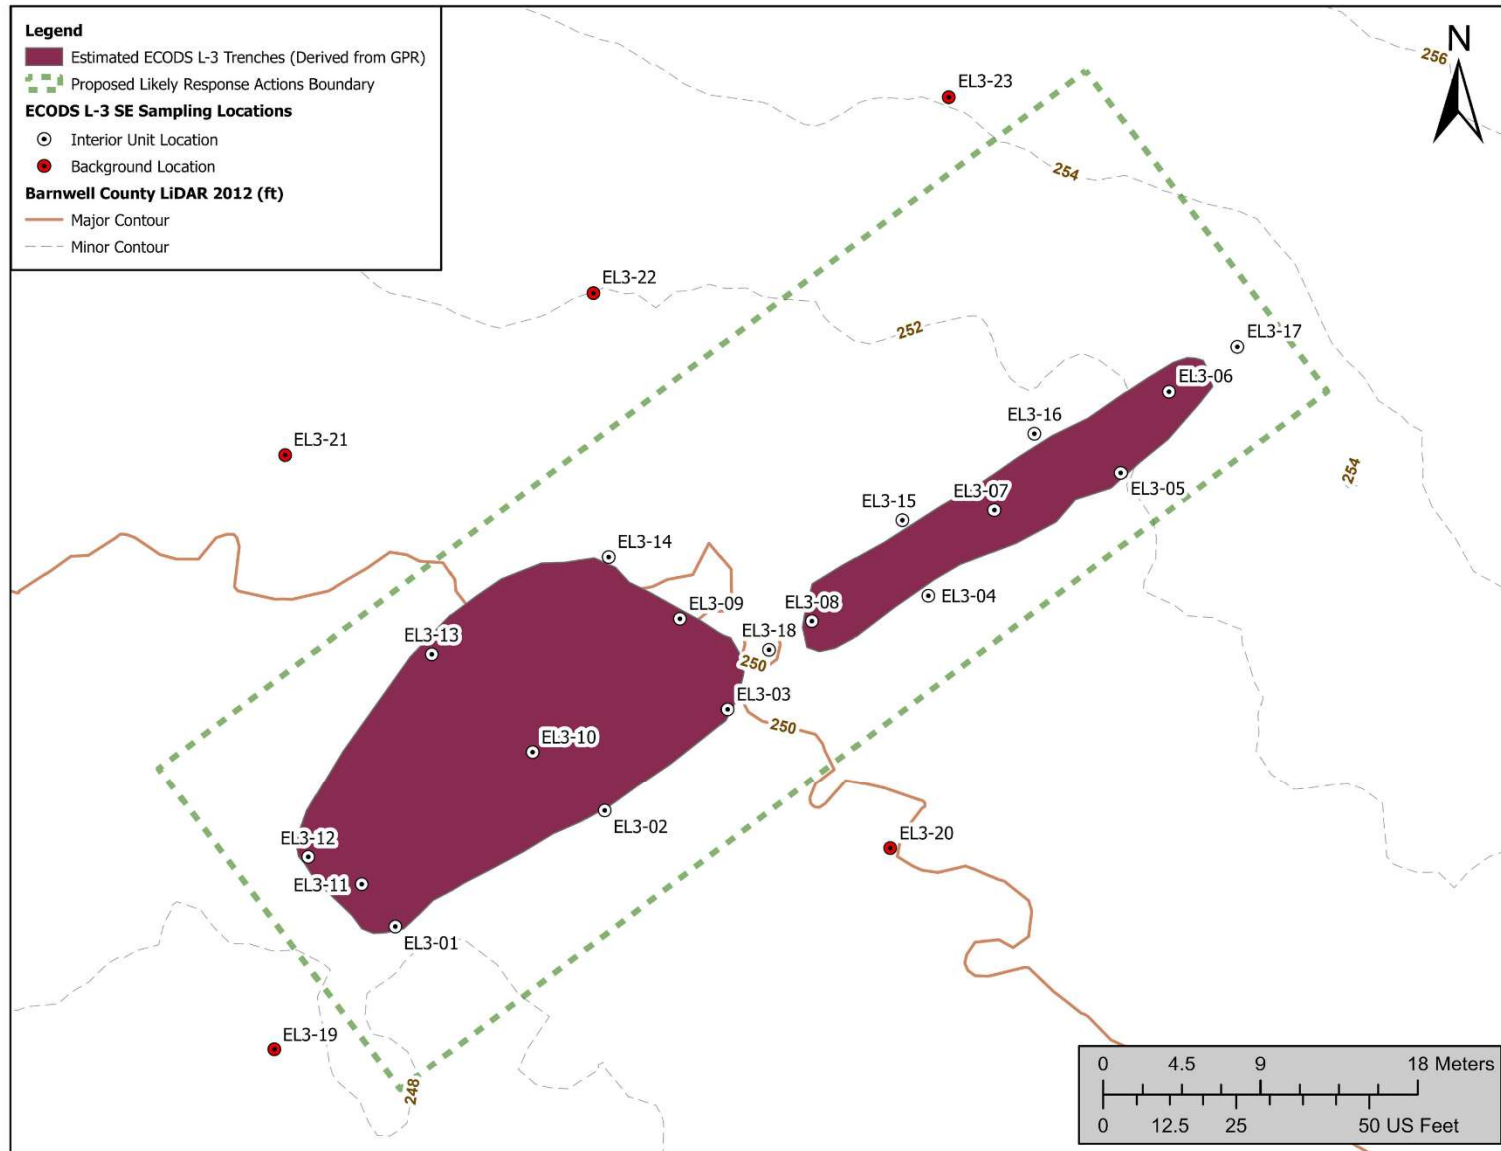 Legend
Estimated ECODS L-3 Trenches (Derived from GPR)
Proposed Likely Response Actions Boundary
ECODS L-3 SE Sampling Locations
Interior Unit Location
Background Location
Barnwell County LiDAR 2012 (ft)
Major Contour
Minor Contour
N
256
EL3-23
254
EL3-22
252
EL3-17
EL3-06
EL3-16
EL3-21
254
EL3-05
EL3-07
EL3-15
EL3-14
EL3-04
EL3-08
EL3-09
EL3-18
EL3-13
250
EL3-03
250
EL3-10
EL3-02
EL3-20
EL3-12
EL3-11
EL3-01
EL3-19
248
0 4.5 9 18 Meters
0 12.5 25 50 US Feet